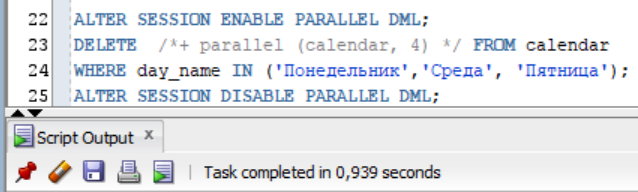 22 ALTER SESSION ENABLE PARALLEL DML;
23 DELETE /*+ parallel (calendar, 4) */ FROM calendar
24 WHERE day_name IN ('Понедельник','Среда', 'Пятница');
25 ALTER SESSION DISABLE PARALLEL DML;
Script Output x
Task completed in 0,939 seconds